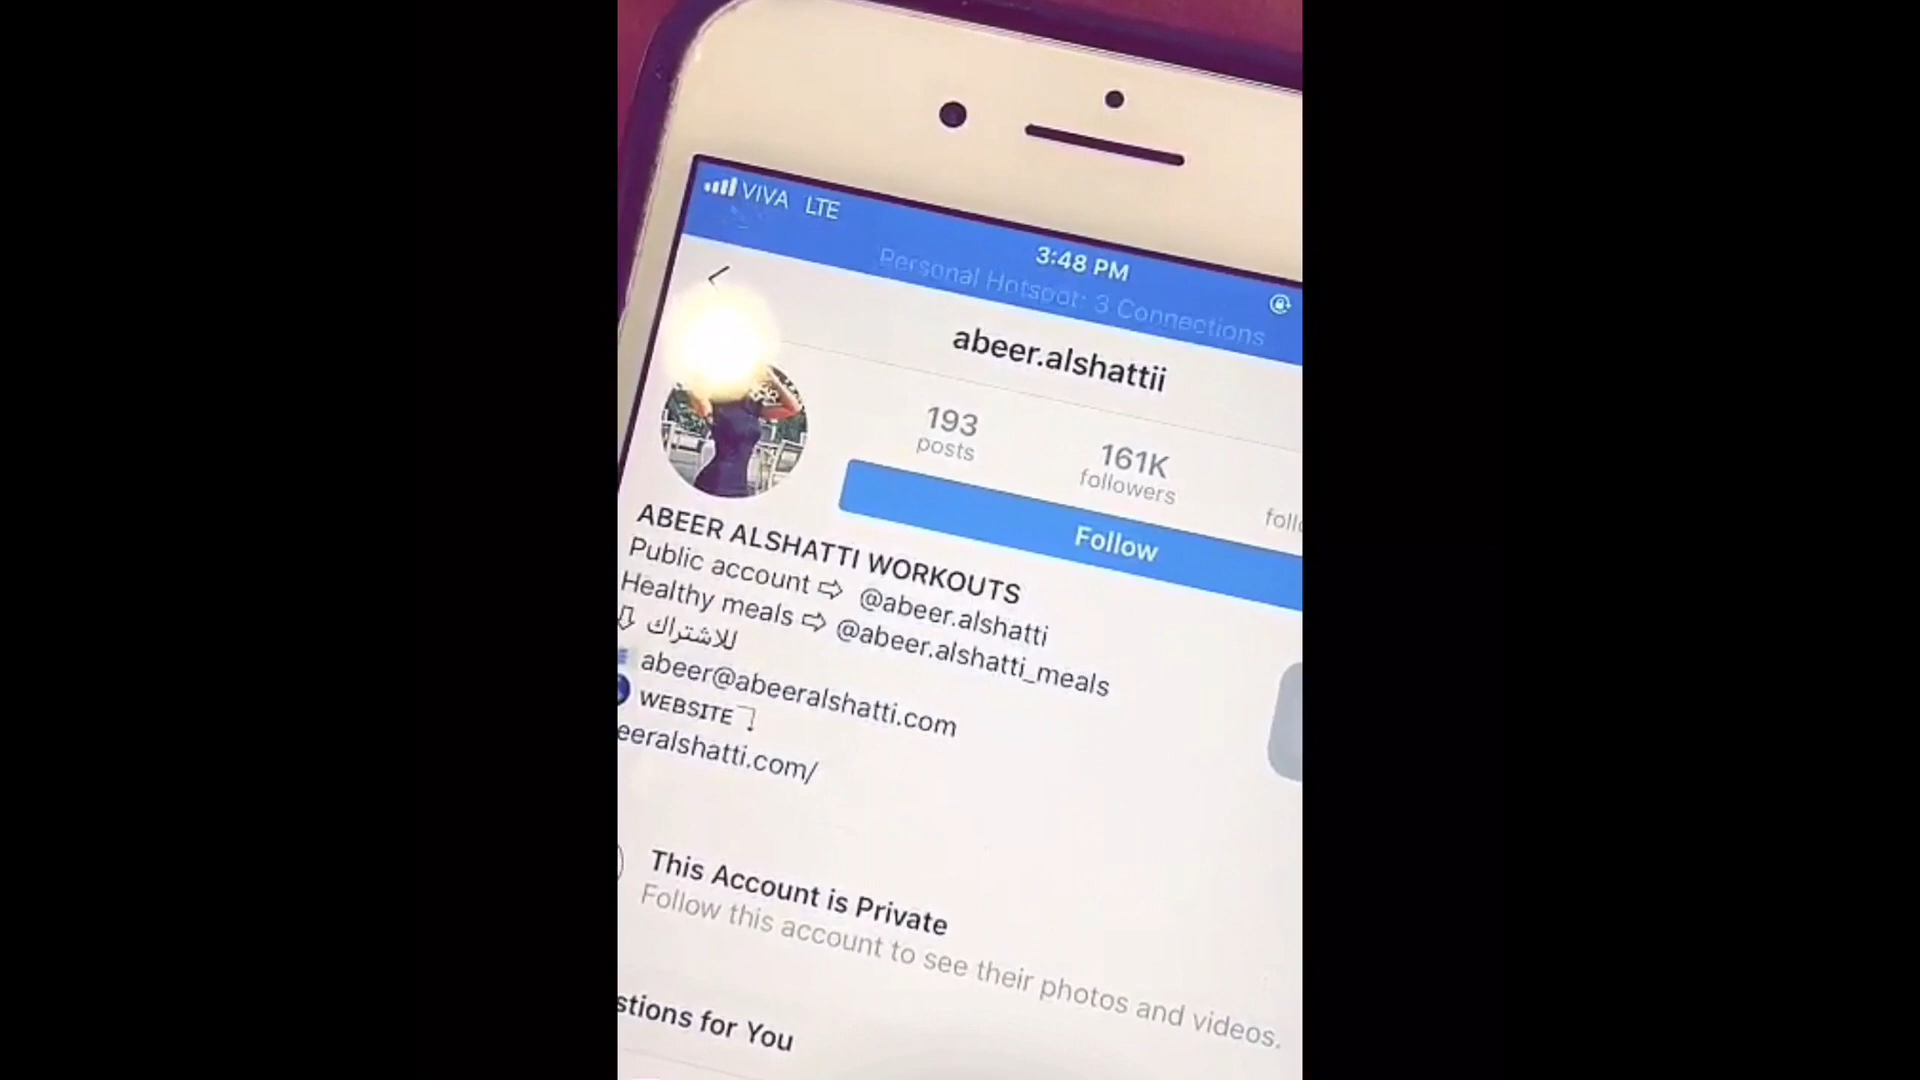 VIVA LTE
3:48 PM
Personal Hotspot: 3 Connections
abeer.alshattii
193
posts
161K
followers
Follow
ABEER ALSHATTI WORKOUTS
Public account ⇨ @abeer.alshatti
Healthy meals ⇨ @abeer.alshatti_meals
للاشتراك
abeer@abeeralshatti.com
WEBSITE
eeralshatti.com/
This Account is Private
Follow this account to see their photos and videos.
stions for You